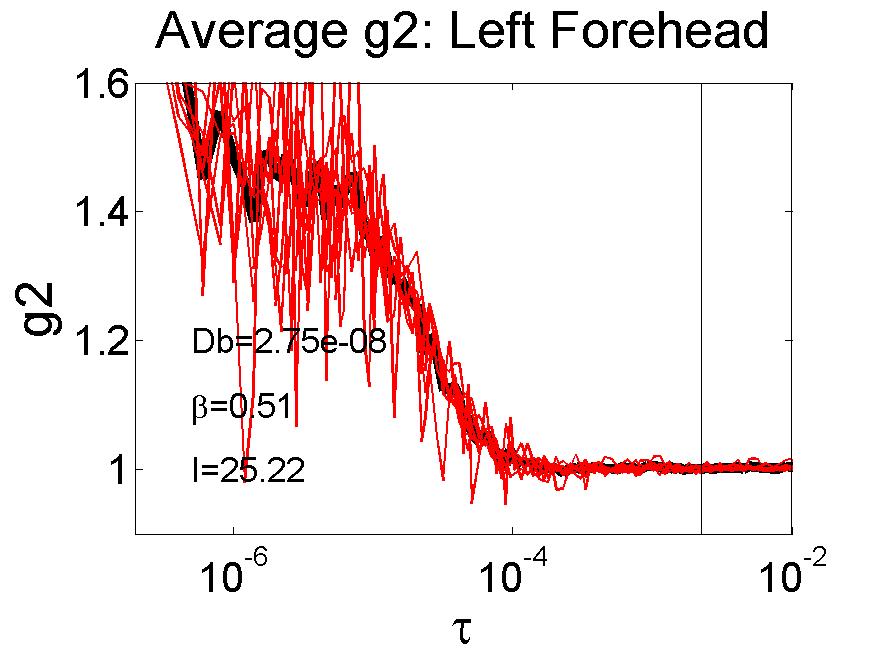 Average g2: Left Forehead
1.6
1.4
1.2
1
g2
Db=2.75e-08
β=0.51
I=25.22
10^-6
10^-4
10^-2
τ